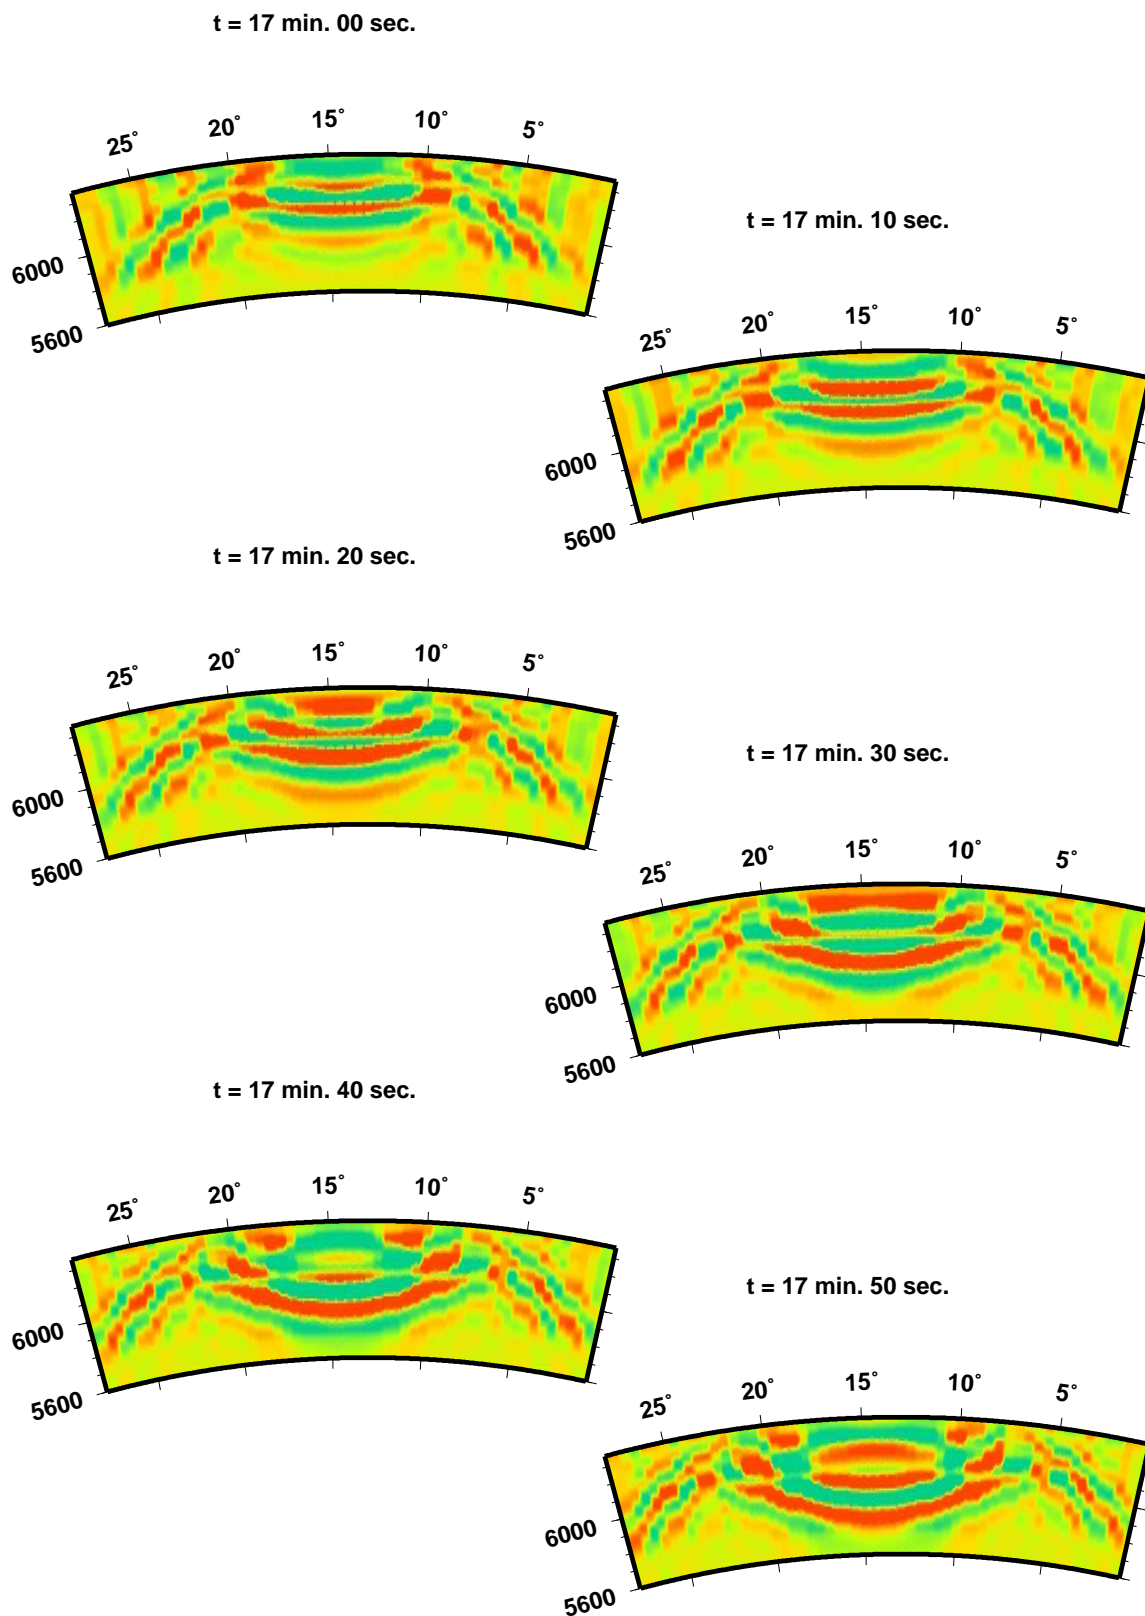 t = 17 min. 00 sec.
25° 20° 15° 10° 5°
6000
5600
t = 17 min. 10 sec.
25° 20° 15° 10° 5°
6000
5600
t = 17 min. 20 sec.
25° 20° 15° 10° 5°
6000
5600
t = 17 min. 30 sec.
25° 20° 15° 10° 5°
6000
5600
t = 17 min. 40 sec.
25° 20° 15° 10° 5°
6000
5600
t = 17 min. 50 sec.
25° 20° 15° 10° 5°
6000
5600